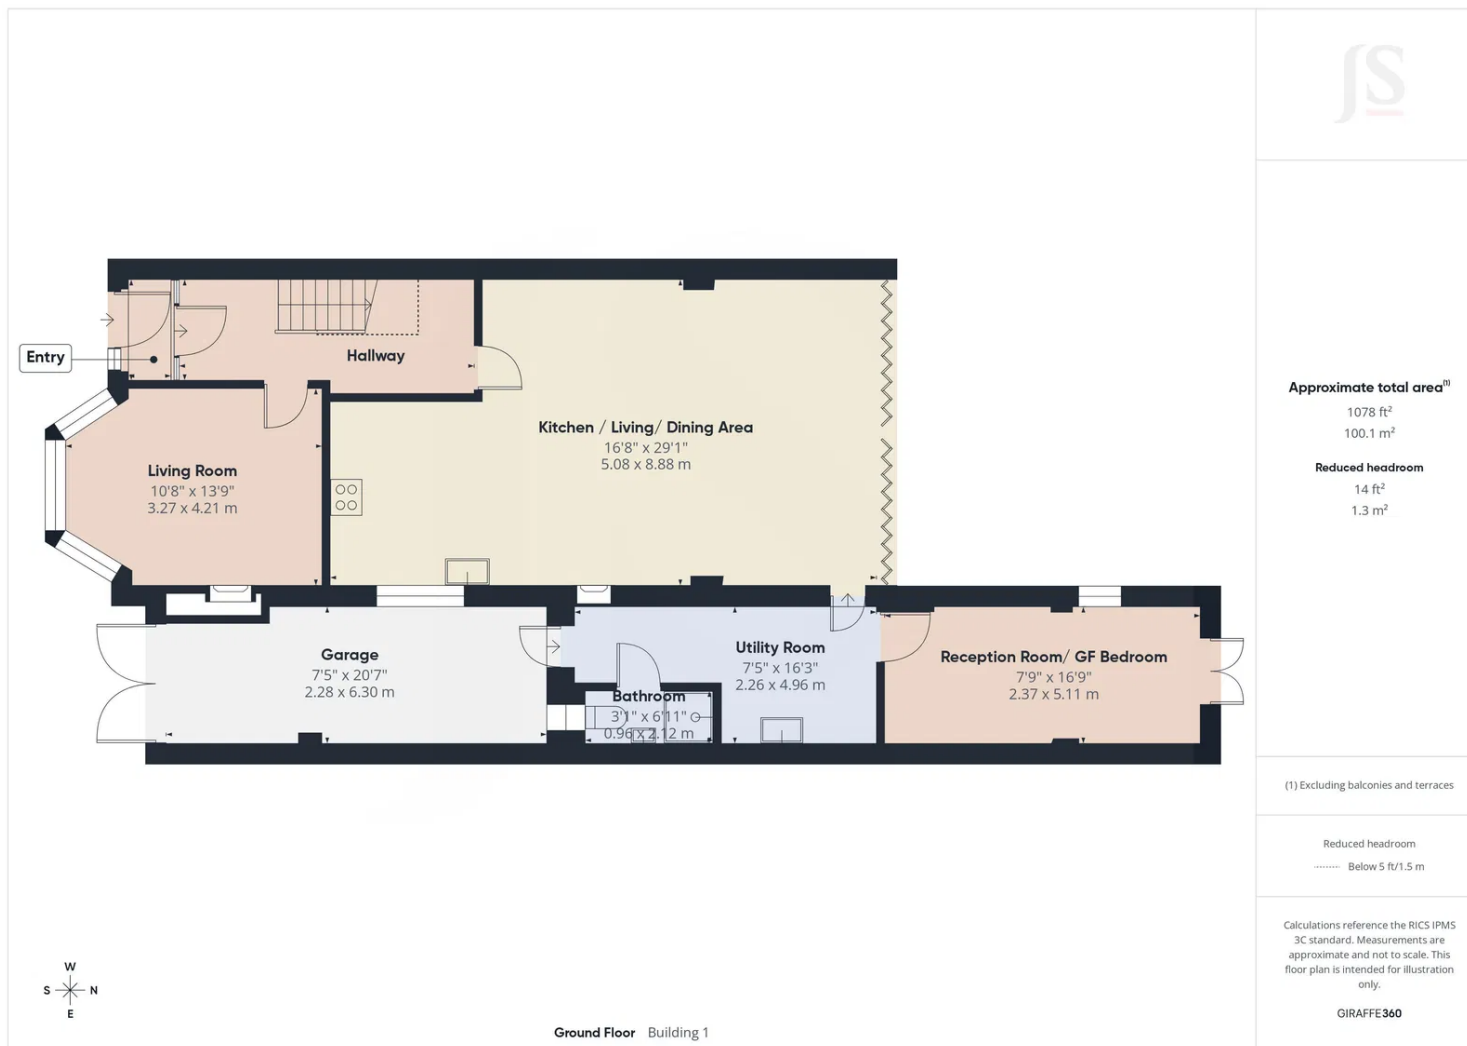 JS
Entry
Hallway
Kitchen / Living/ Dining Area
16'8" x 29'1"
5.08 x 8.88 m
Living Room
10'8" x 13'9"
3.27 x 4.21 m
Garage
7'5" x 20'7"
2.28 x 6.30 m
Utility Room
7'5" x 16'3"
2.26 x 4.96 m
Bathroom
3'1" x 6'11"
0.96 x 2.12 m
Reception Room/ GF Bedroom
7'9" x 16'9"
2.37 x 5.11 m
W
S N
E
Ground Floor Building 1
Approximate total area(1)
1078 ft²
100.1 m²
Reduced headroom
14 ft²
1.3 m²
(1) Excluding balconies and terraces
Reduced headroom
Below 5 ft/1.5 m
Calculations reference the RICS IPMS
3C standard. Measurements are
approximate and not to scale. This
floor plan is intended for illustration
only.
GIRAFFE360